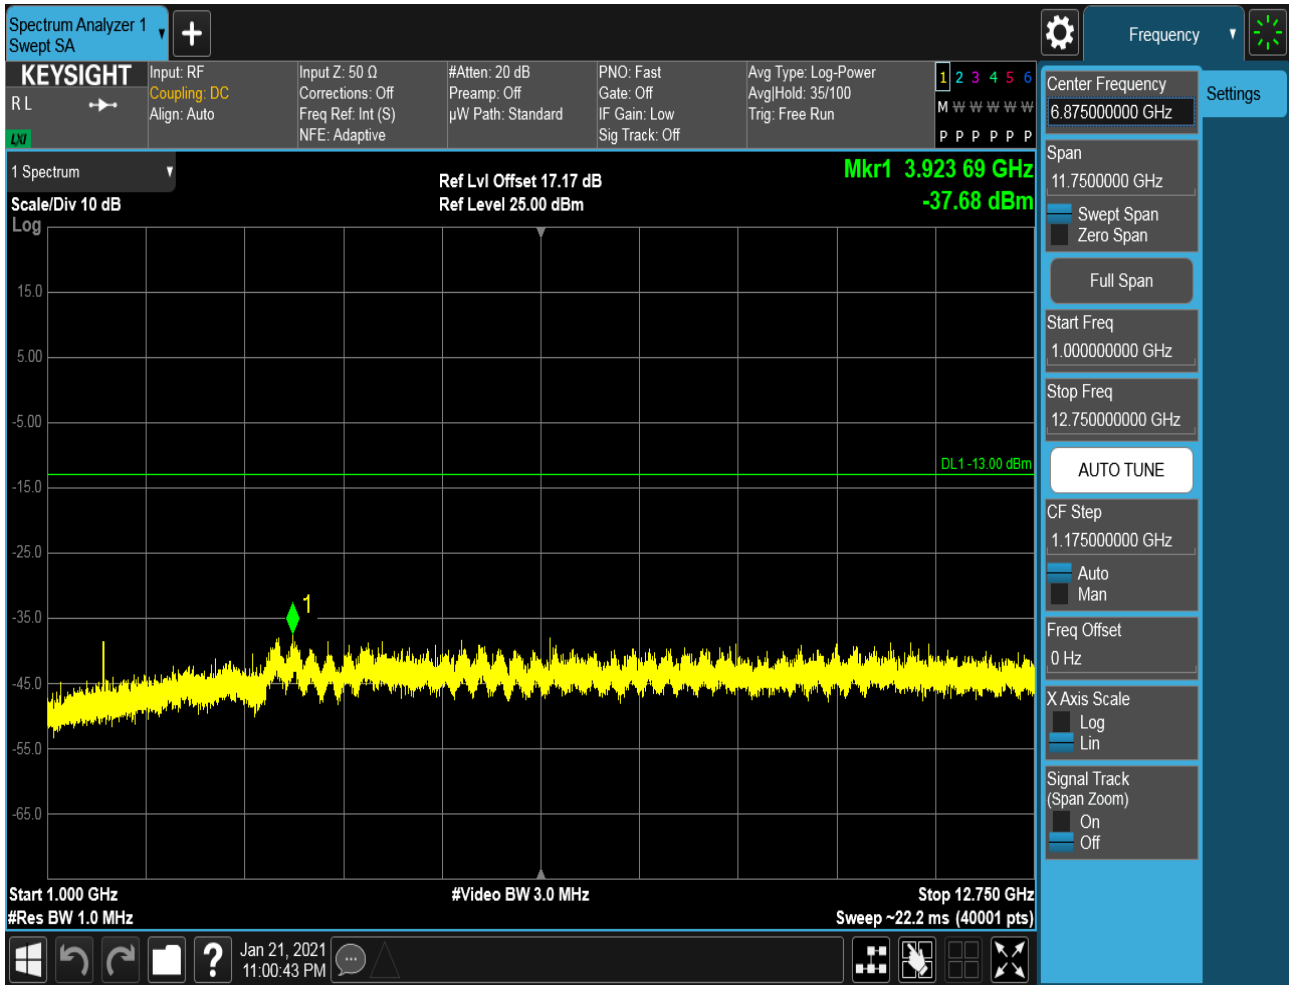 Spectrum Analyzer 1
Swept SA
+
Frequency
KEYSIGHT
R L
LXI
Input: RF
Coupling: DC
Align: Auto
Input Z: 50 Ω
Corrections: Off
Freq Ref: Int (S)
NFE: Adaptive
#Atten: 20 dB
Preamp: Off
µW Path: Standard
PNO: Fast
Gate: Off
IF Gain: Low
Sig Track: Off
Avg Type: Log-Power
Avg|Hold: 35/100
Trig: Free Run
1 2 3 4 5 6
M W W W W W
P P P P P P
1 Spectrum
Scale/Div 10 dB
Log
Ref Lvl Offset 17.17 dB
Ref Level 25.00 dBm
Mkr1 3.923 69 GHz
-37.68 dBm
15.0
5.00
-5.00
DL1 -13.00 dBm
-15.0
-25.0
1
-35.0
-45.0
-55.0
-65.0
Start 1.000 GHz
#Res BW 1.0 MHz
#Video BW 3.0 MHz
Stop 12.750 GHz
Sweep ~22.2 ms (40001 pts)
?
Jan 21, 2021
11:00:43 PM
Center Frequency
6.875000000 GHz
Settings
Span
11.7500000 GHz
Swept Span
Zero Span
Full Span
Start Freq
1.000000000 GHz
Stop Freq
12.750000000 GHz
AUTO TUNE
CF Step
1.175000000 GHz
Auto
Man
Freq Offset
0 Hz
X Axis Scale
Log
Lin
Signal Track
(Span Zoom)
On
Off